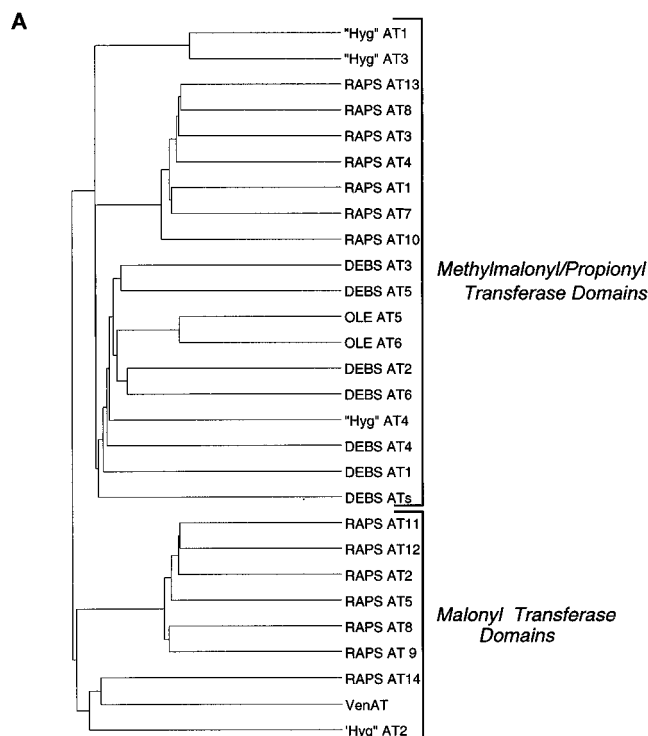 A
"Hyg" AT1
"Hyg" AT3
RAPS AT13
RAPS AT8
RAPS AT3
RAPS AT4
RAPS AT1
RAPS AT7
RAPS AT10
DEBS AT3
DEBS AT5
OLE AT5
OLE AT6
DEBS AT2
DEBS AT6
"Hyg" AT4
DEBS AT4
DEBS AT1
DEBS ATs
Methylmalonyl/Propionyl
Transferase Domains
RAPS AT11
RAPS AT12
RAPS AT2
RAPS AT5
RAPS AT8
RAPS AT 9
RAPS AT14
VenAT
'Hyg" AT2
Malonyl Transferase
Domains